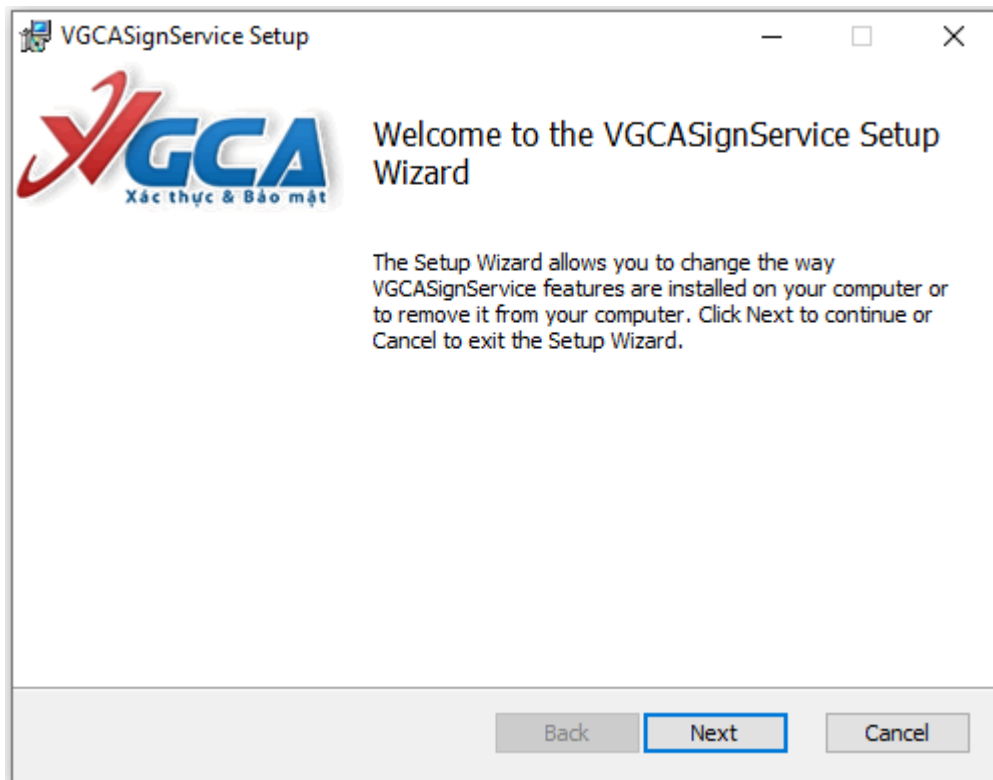 VGCASignService Setup
VGCA
Xác thực & Bảo mật
Welcome to the VGCASignService Setup
Wizard
The Setup Wizard allows you to change the way
VGCASignService features are installed on your computer or
to remove it from your computer. Click Next to continue or
Cancel to exit the Setup Wizard.
Back
Next
Cancel